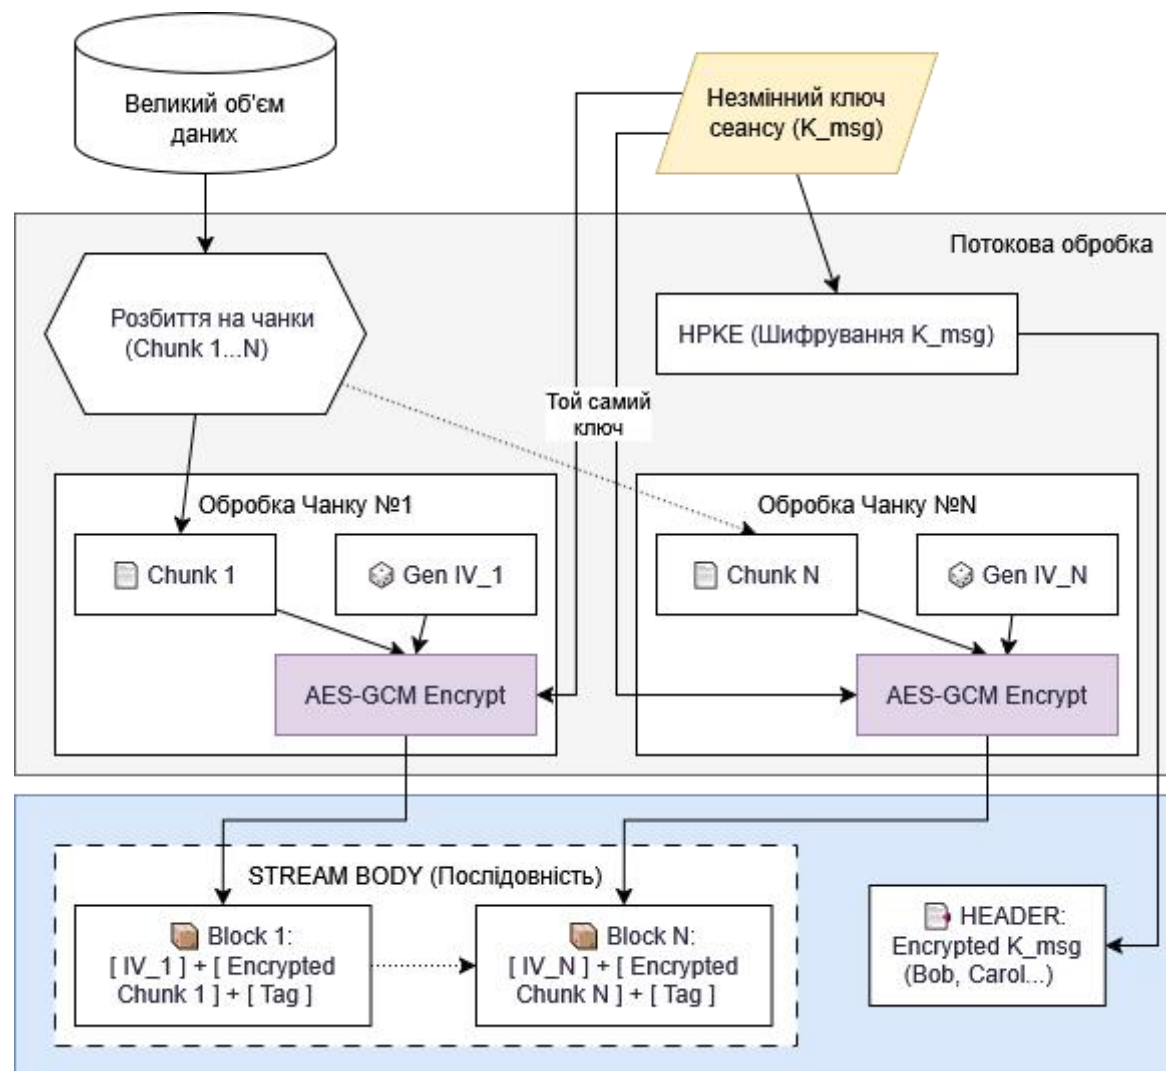 Великий об'єм
даних
Незмінний ключ
сеансу (K_msg)
Потокова обробка
Розбиття на чанки
(Chunk 1...N)
HPKE (Шифрування K_msg)
Той самий
ключ
Обробка Чанку №1
Chunk 1
Gen IV_1
AES-GCM Encrypt
Обробка Чанку №N
Chunk N
Gen IV_N
AES-GCM Encrypt
STREAM BODY (Послідовність)
Block 1:
[ IV_1 ] + [ Encrypted
Chunk 1 ] + [ Tag ]
Block N:
[ IV_N ] + [ Encrypted
Chunk N ] + [ Tag ]
HEADER:
Encrypted K_msg
(Bob, Carol...)